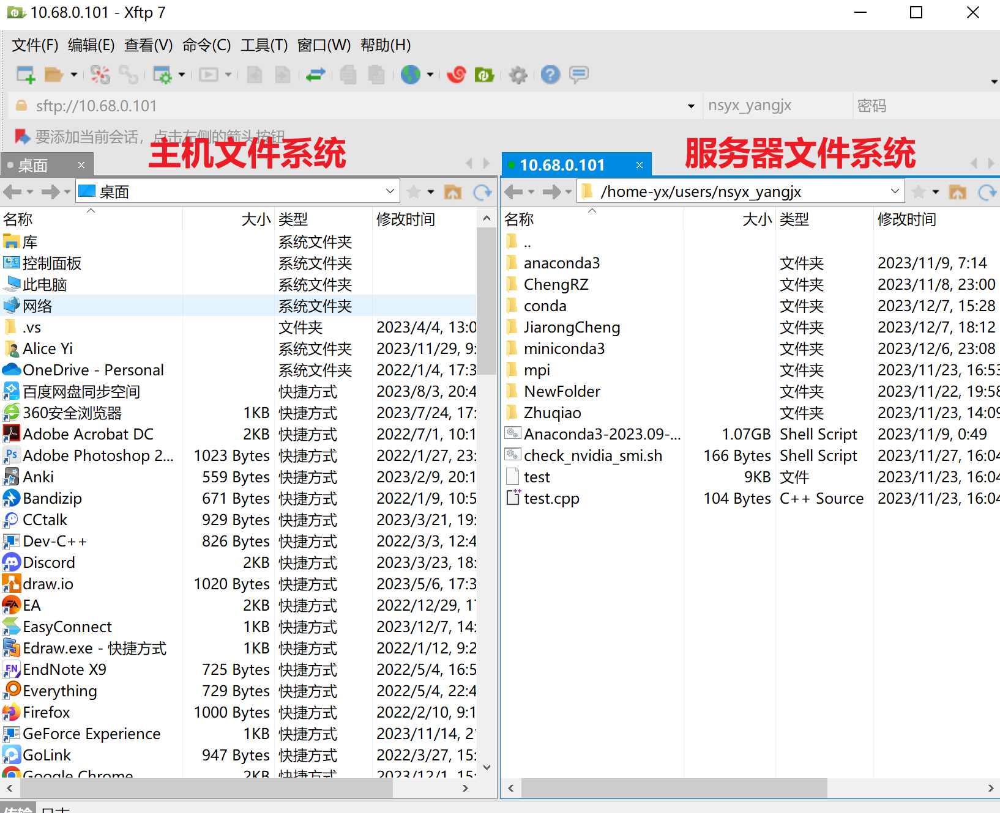 10.68.0.101 - Xftp 7
文件(F) 编辑(E) 查看(V) 命令(C) 工具(T) 窗口(W) 帮助(H)
sftp://10.68.0.101 nsyx_yangjx 密码
要添加当前会话，点击左侧的箭头按钮
主机文件系统 服务器文件系统
桌面 10.68.0.101
桌面 /home-yx/users/nsyx_yangjx
名称 大小 类型 修改时间
库 系统文件夹
控制面板 系统文件夹
此电脑 系统文件夹
网络 系统文件夹
.vs 文件夹 2023/4/4, 13:0
Alice Yi 系统文件夹 2023/11/29, 9:
OneDrive - Personal 系统文件夹 2022/1/4, 17:3
百度网盘同步空间 快捷方式 2023/8/3, 20:4
360安全浏览器 1KB 快捷方式 2023/7/24, 17:
Adobe Acrobat DC 2KB 快捷方式 2022/7/1, 10:1
Adobe Photoshop 2... 1023 Bytes 快捷方式 2022/1/27, 23:
Anki 559 Bytes 快捷方式 2023/2/9, 20:1
Bandizip 671 Bytes 快捷方式 2022/1/9, 10:5
CCtalk 929 Bytes 快捷方式 2023/3/21, 19:
Dev-C++ 826 Bytes 快捷方式 2022/3/3, 12:4
Discord 2KB 快捷方式 2023/3/23, 18:
draw.io 1020 Bytes 快捷方式 2023/5/6, 17:3
EA 2KB 快捷方式 2022/12/29, 1
EasyConnect 1KB 快捷方式 2023/12/7, 14:
Edraw.exe - 快捷方式 1KB 快捷方式 2022/1/12, 9:2
EndNote X9 725 Bytes 快捷方式 2022/5/4, 16:5
Everything 729 Bytes 快捷方式 2022/5/4, 22:4
Firefox 1000 Bytes 快捷方式 2022/2/10, 9:1
GeForce Experience 1KB 快捷方式 2023/11/14, 2
GoLink 947 Bytes 快捷方式 2022/3/27, 15:
Google Chrome 2KB 快捷方式 2023/12/1, 15:
名称 大小 类型 修改时间
..
anaconda3 文件夹 2023/11/9, 7:14
ChengRZ 文件夹 2023/11/8, 23:00
conda 文件夹 2023/12/7, 15:28
JiarongCheng 文件夹 2023/12/7, 18:12
miniconda3 文件夹 2023/12/6, 23:08
mpi 文件夹 2023/11/23, 16:53
NewFolder 文件夹 2023/11/22, 19:58
Zhuqiao 文件夹 2023/11/23, 14:09
Anaconda3-2023.09-... 1.07GB Shell Script 2023/11/9, 0:49
check_nvidia_smi.sh 166 Bytes Shell Script 2023/11/27, 16:04
test 9KB 文件 2023/11/23, 16:04
test.cpp 104 Bytes C++ Source 2023/11/23, 16:04
传输 日志